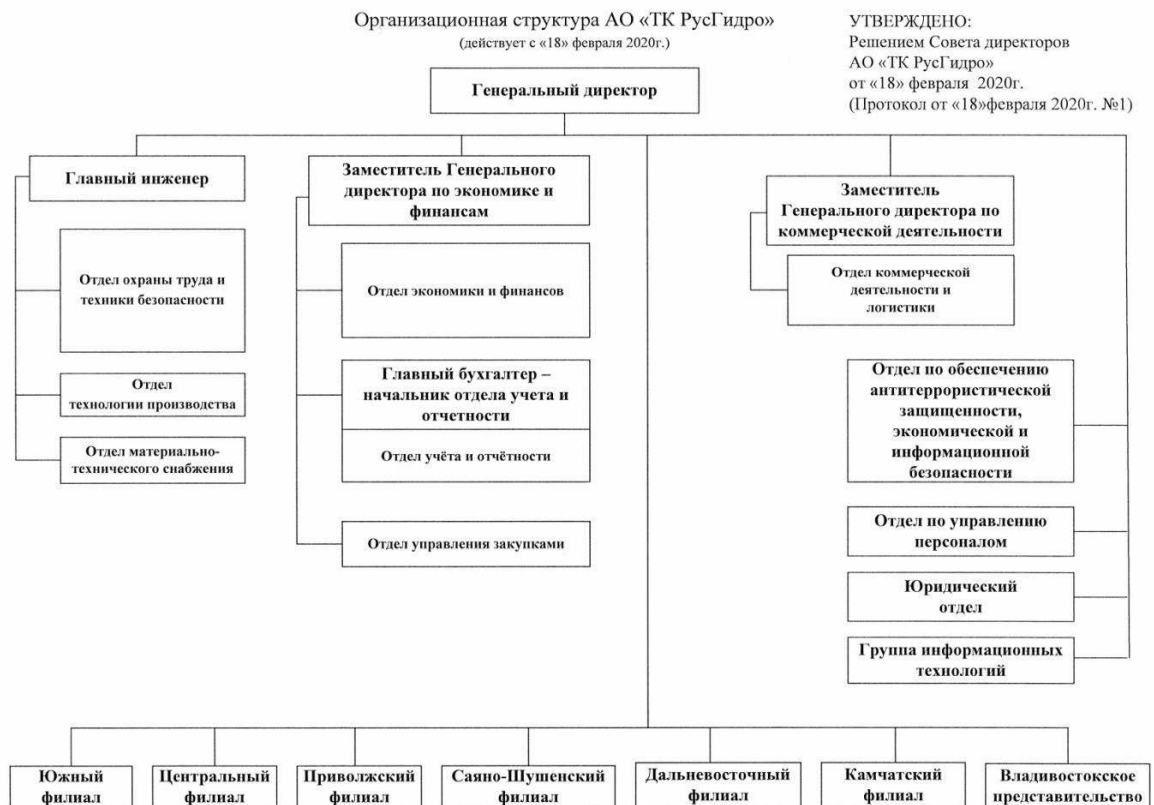 Организационная структура АО «ТК РусГидро»
(действует с «18» февраля 2020г.)
УТВЕРЖДЕНО:
Решением Совета директоров
АО «ТК РусГидро»
от «18» февраля 2020г.
(Протокол от «18»февраля 2020г. №1)
Генеральный директор
Главный инженер
Отдел охраны труда и
техники безопасности
Отдел
технологии производства
Отдел материально-
технического снабжения
Заместитель Генерального
директора по экономике и
финансам
Отдел экономики и финансов
Главный бухгалтер –
начальник отдела учета и
отчетности
Отдел учёта и отчётности
Отдел управления закупками
Заместитель
Генерального директора по
коммерческой деятельности
Отдел коммерческой
деятельности и
логистики
Отдел по обеспечению
антитеррористической
защищенности,
экономической и
информационной
безопасности
Отдел по управлению
персоналом
Юридический
отдел
Группа информационных
технологий
Южный
филиал
Центральный
филиал
Приволжский
филиал
Саяно-Шушенский
филиал
Дальневосточный
филиал
Камчатский
филиал
Владивостокское
представительство